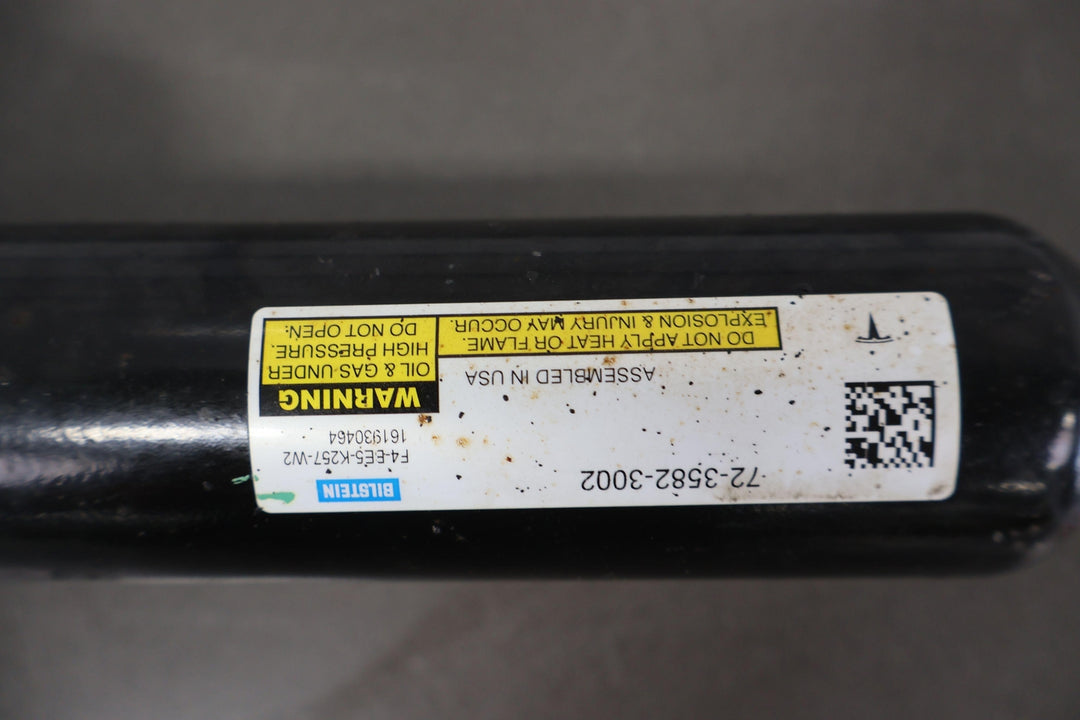 72-3582-3002
BILSTEIN
F4-EE5-K257-W2
161930464
WARNING
OIL & GAS UNDER
HIGH PRESSURE.
DO NOT OPEN.
ASSEMBLED IN USA
DO NOT APPLY HEAT OR FLAME.
EXPLOSION & INJURY MAY OCCUR.